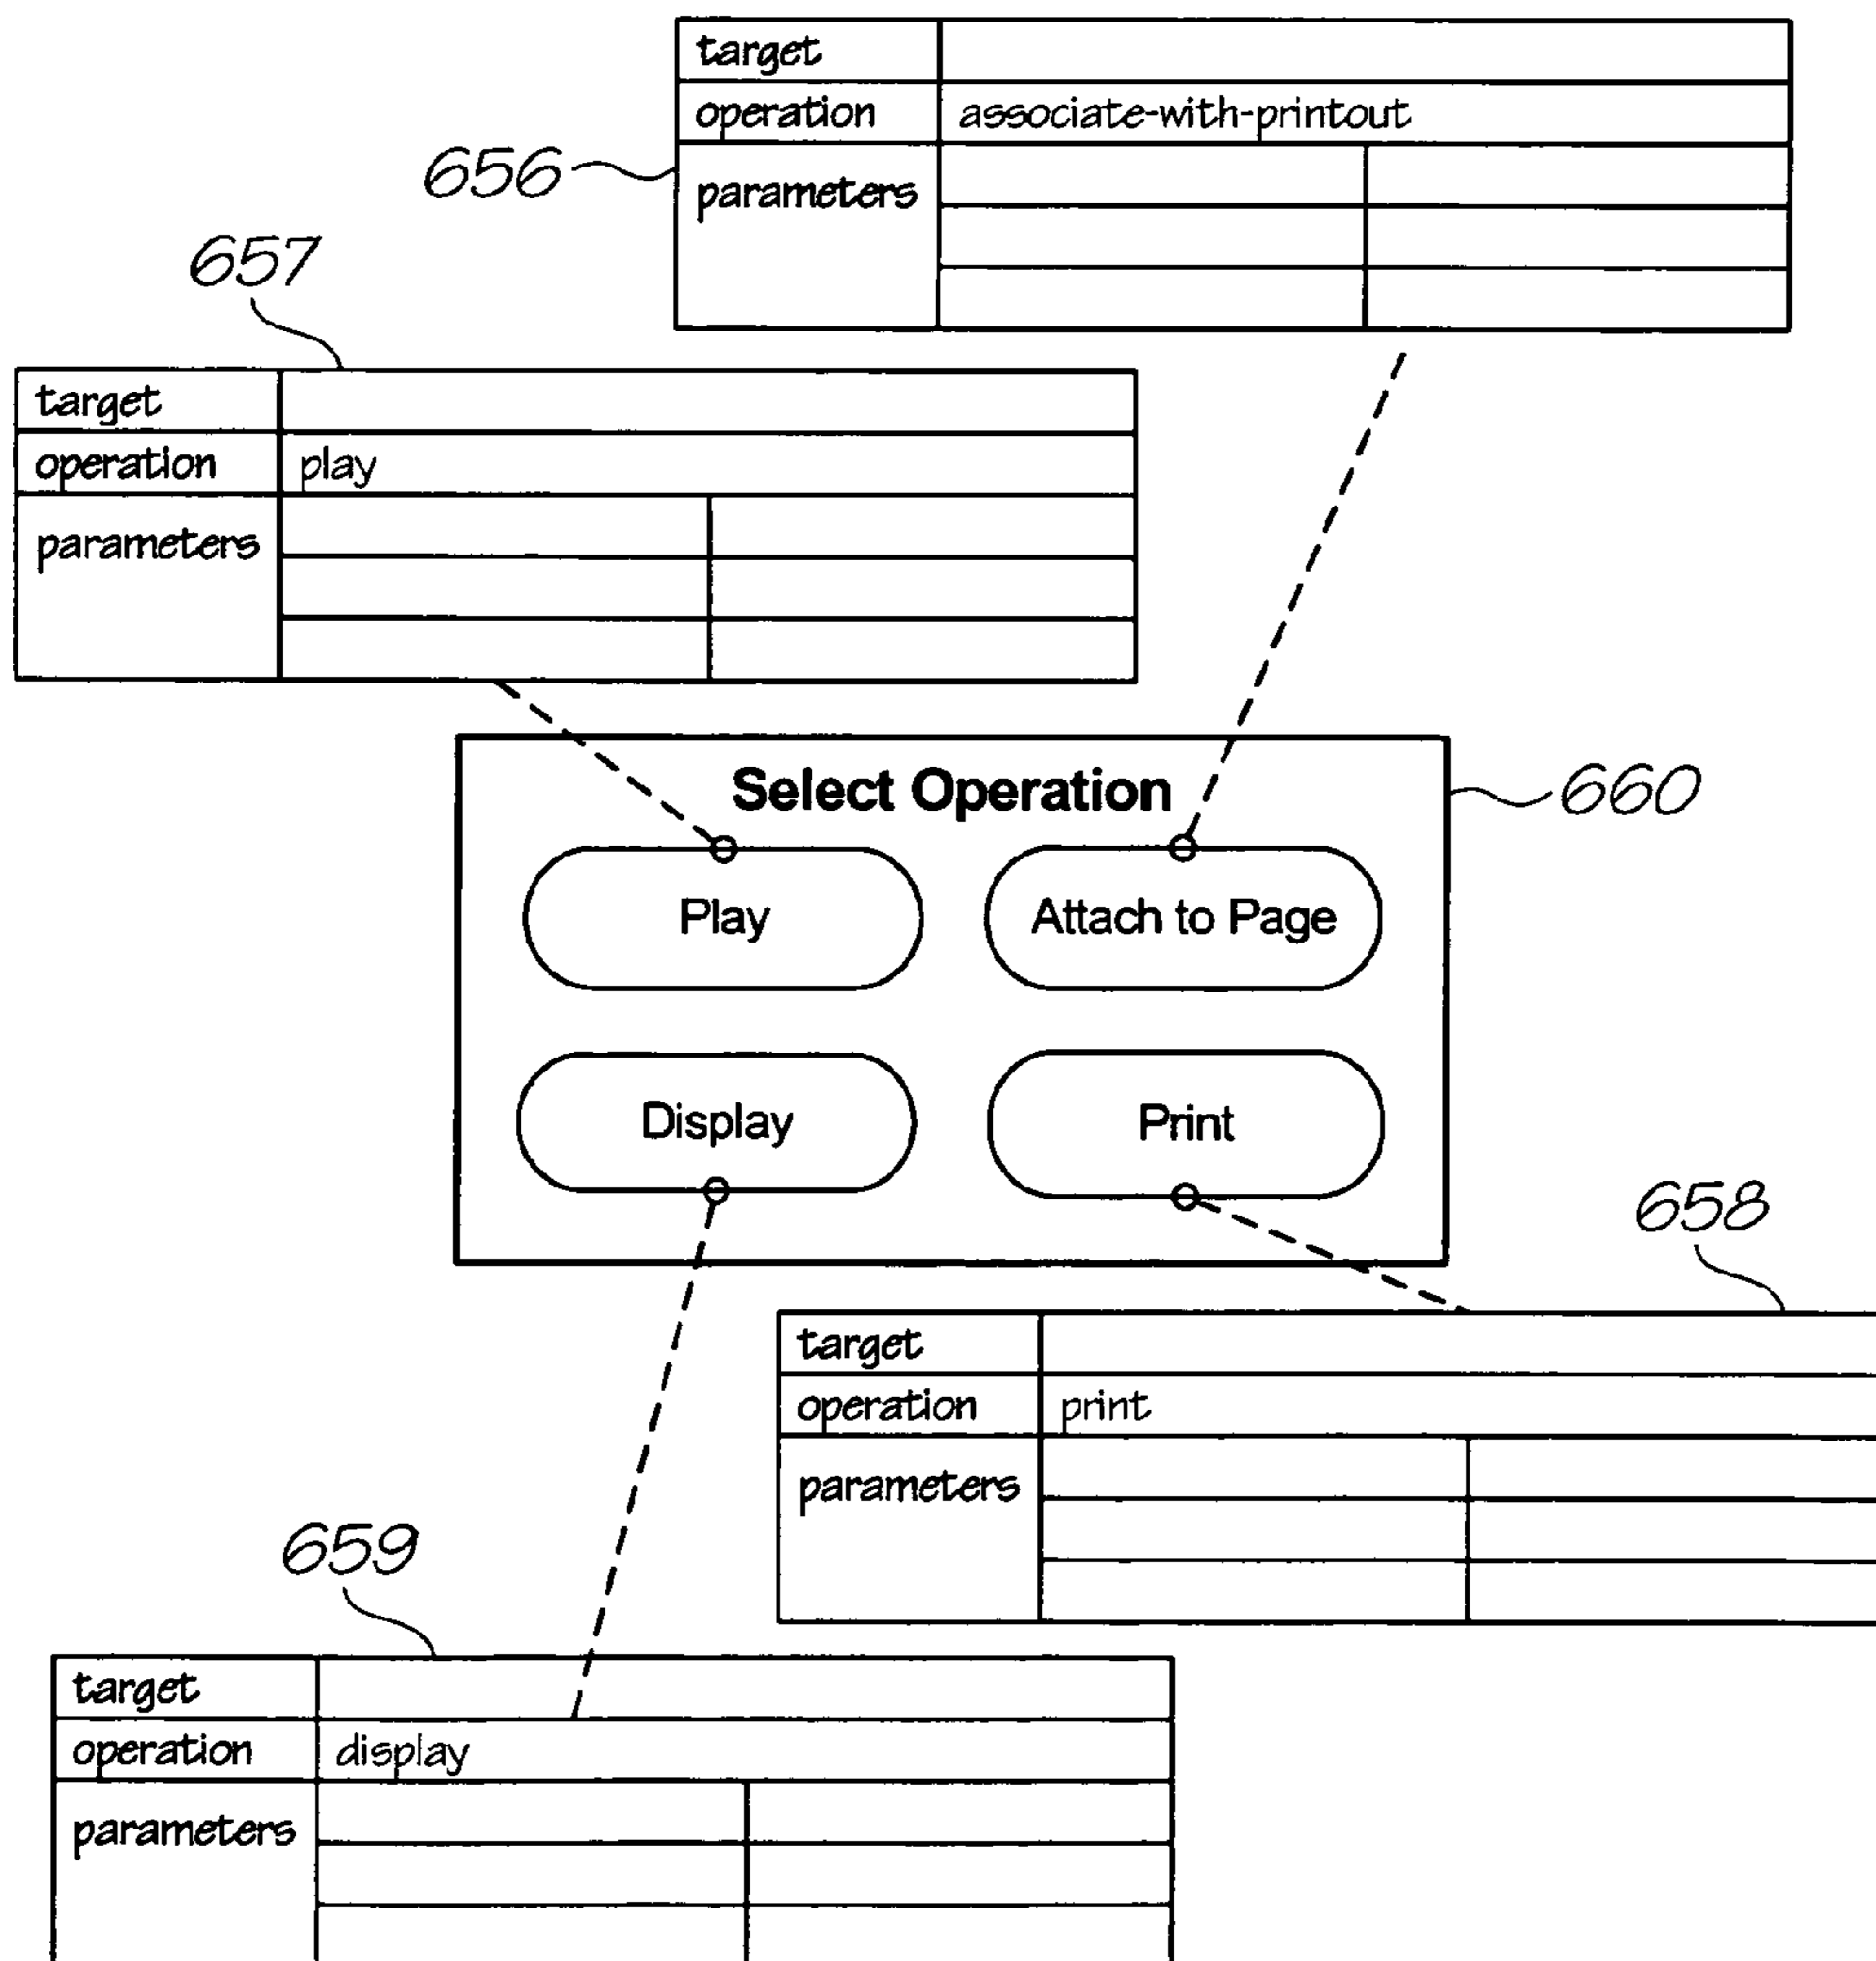 target
operation associate-with-printout
656
parameters
657
target
operation play
parameters
Select Operation
660
Play Attach to Page
Display Print
658
target
operation print
parameters
659
target
operation display
parameters